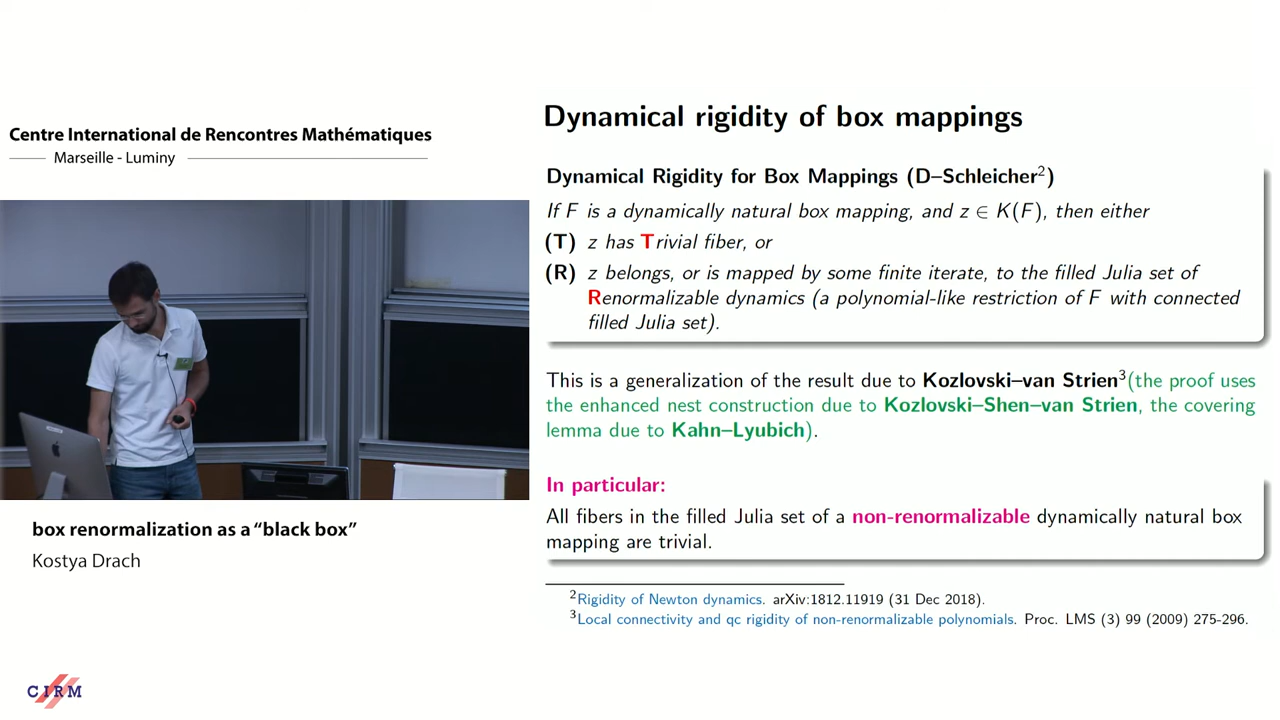 Centre International de Rencontres Mathématiques
Marseille - Luminy
box renormalization as a “black box”
Kostya Drach
CIRM
Dynamical rigidity of box mappings
Dynamical Rigidity for Box Mappings (D–Schleicher²)
If F is a dynamically natural box mapping, and z ∈ K(F), then either
(T) z has Trivial fiber, or
(R) z belongs, or is mapped by some finite iterate, to the filled Julia set of
Renormalizable dynamics (a polynomial-like restriction of F with connected
filled Julia set).
This is a generalization of the result due to Kozlovski–van Strien³(the proof uses
the enhanced nest construction due to Kozlovski–Shen–van Strien, the covering
lemma due to Kahn–Lyubich).
In particular:
All fibers in the filled Julia set of a non-renormalizable dynamically natural box
mapping are trivial.
²Rigidity of Newton dynamics. arXiv:1812.11919 (31 Dec 2018).
³Local connectivity and qc rigidity of non-renormalizable polynomials. Proc. LMS (3) 99 (2009) 275-296.